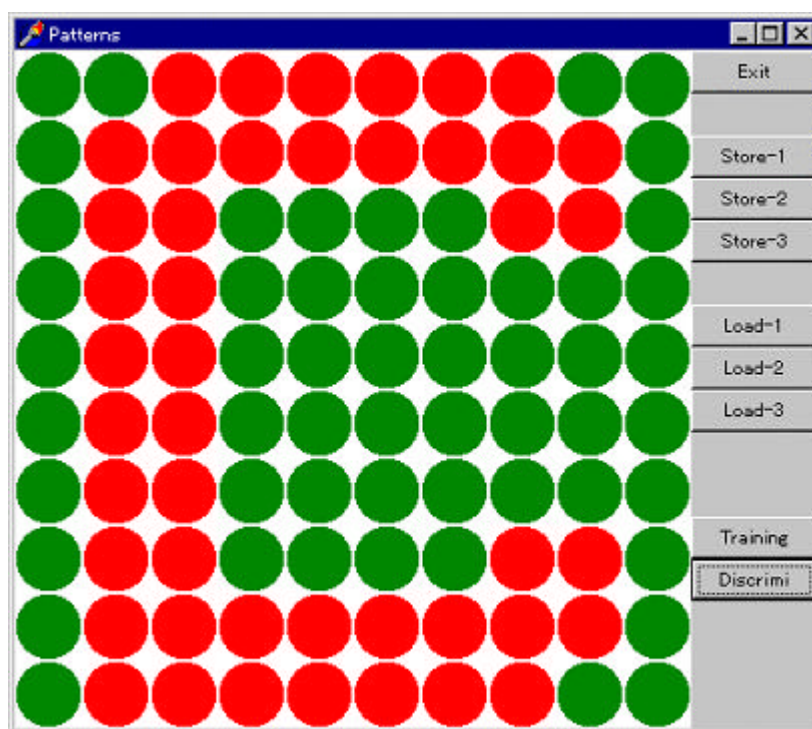 Patterns
Exit
Store-1
Store-2
Store-3
Load-1
Load-2
Load-3
Training
Discrimi